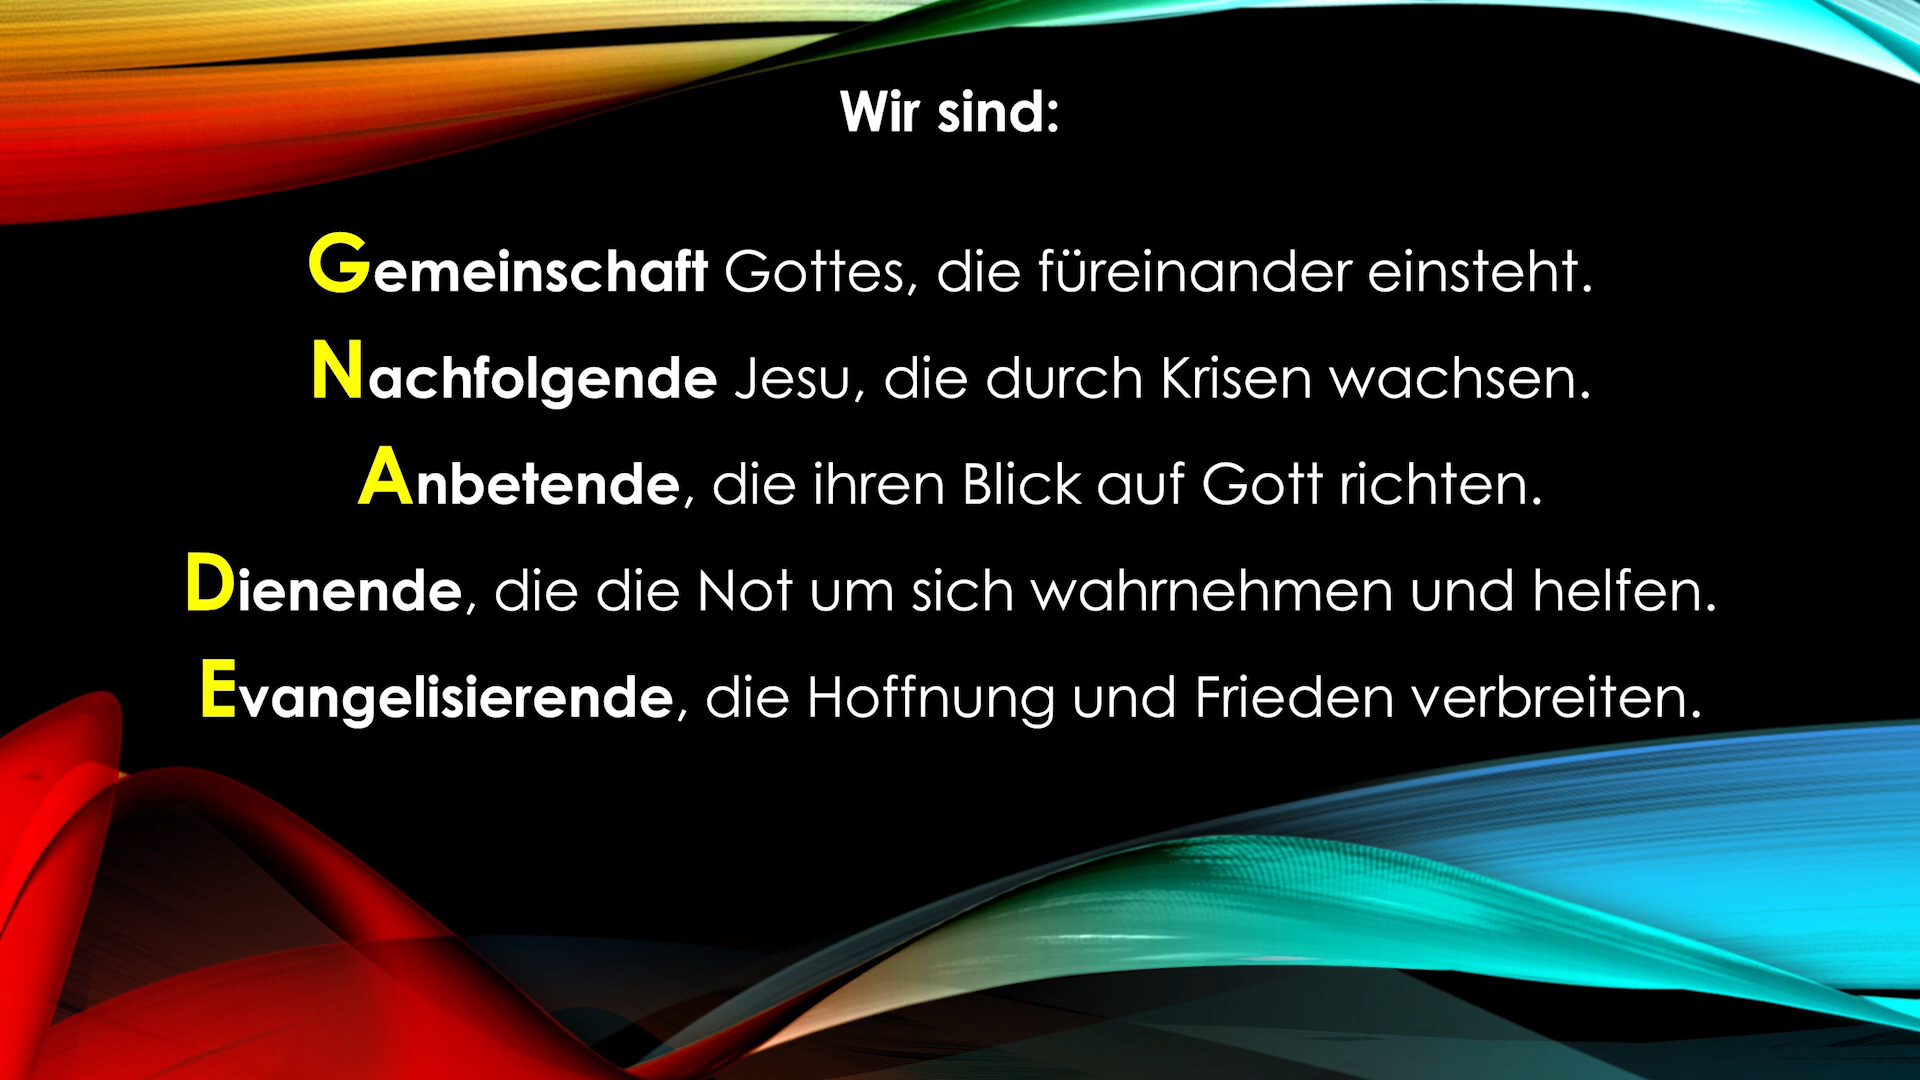 Wir sind:
Gemeinschaft Gottes, die füreinander einsteht.
Nachfolgende Jesu, die durch Krisen wachsen.
Anbetende, die ihren Blick auf Gott richten.
Dienende, die die Not um sich wahrnehmen und helfen.
Evangelisierende, die Hoffnung und Frieden verbreiten.